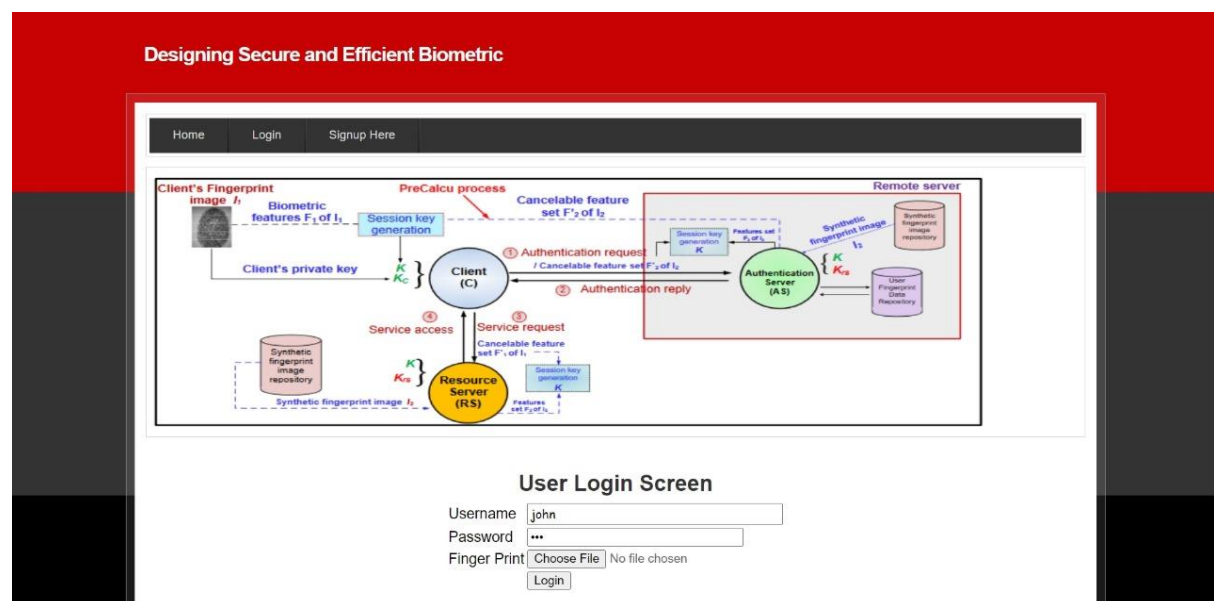 Designing Secure and Efficient Biometric
Home Login Signup Here
Client's Fingerprint
image I₁
Biometric
features F₁ of I₁
PreCalcu process
Session key
generation
Cancelable feature
set F'₂ of I₂
Remote server
Synthetic
fingerprint image
I₂
Synthetic
fingerprint
image
repository
Session key
generation
K
Features set
F₂ of I₂
Client's private key
K
K_C
Client
(C)
① Authentication request
/ Cancelable feature set F'₂ of I₂
② Authentication reply
Authentication
Server
(AS)
K
K_rs
User
Fingerprint
Data
Repository
④
Service access
③
Service request
Cancelable feature
set F'₁ of I₁
Synthetic
fingerprint
image
repository
K
K_rs
Resource
Server
(RS)
Session key
generation
K
Synthetic fingerprint image I₂
Features
set F₂ of I₂
User Login Screen
Username john
Password •••
Finger Print Choose File No file chosen
Login